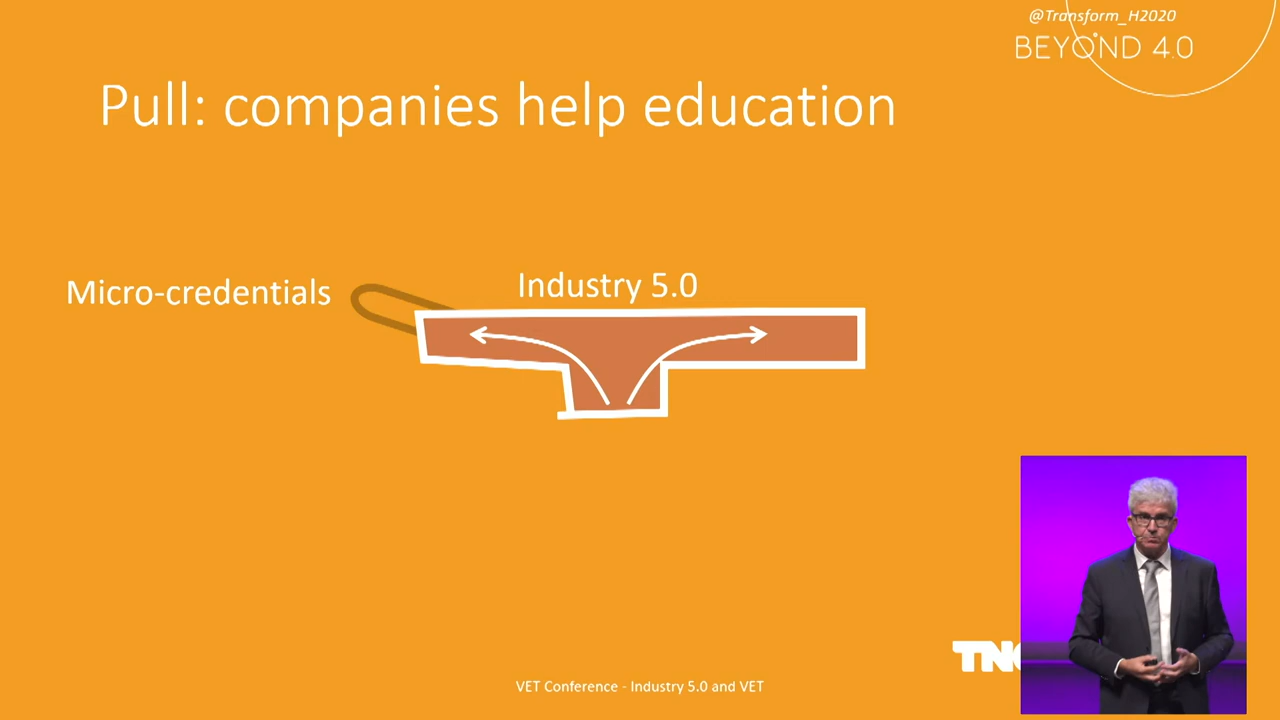 @Transform_H2020
BEYOND 4.0
Pull: companies help education
Micro-credentials
Industry 5.0
VET Conference - Industry 5.0 and VET